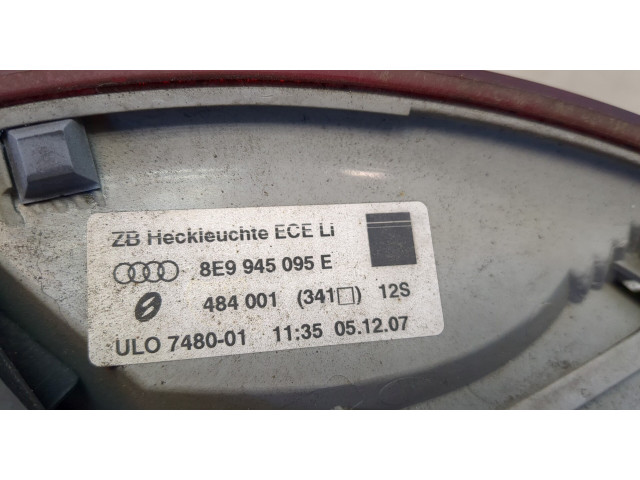 ZB Heckleuchte ECE Li
8E9 945 095 E
484 001 (341□) 12S
ULO 7480-01 11:35 05.12.07